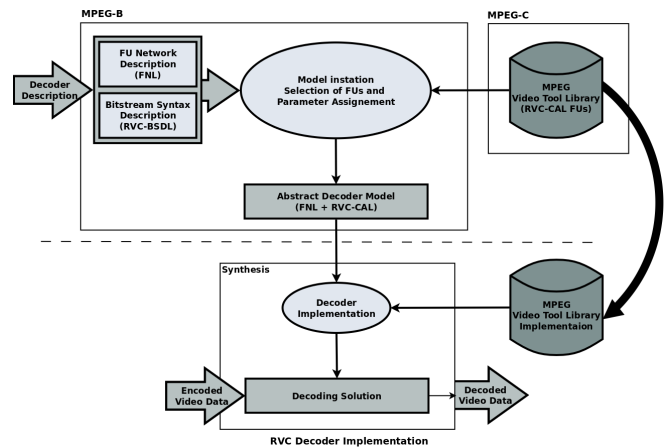 MPEG-B
MPEG-C
FU Network
Description
(FNL)
Decoder
Description
Bitstream Syntax
Description
(RVC-BSDL)
Model instation
Selection of FUs and
Parameter Assignement
MPEG
Video Tool Library
(RVC-CAL FUs)
Abstract Decoder Model
(FNL + RVC-CAL)
Synthesis
Decoder
Implementation
MPEG
Video Tool Library
Implementaion
Encoded
Video Data
Decoding Solution
Decoded
Video Data
RVC Decoder Implementation